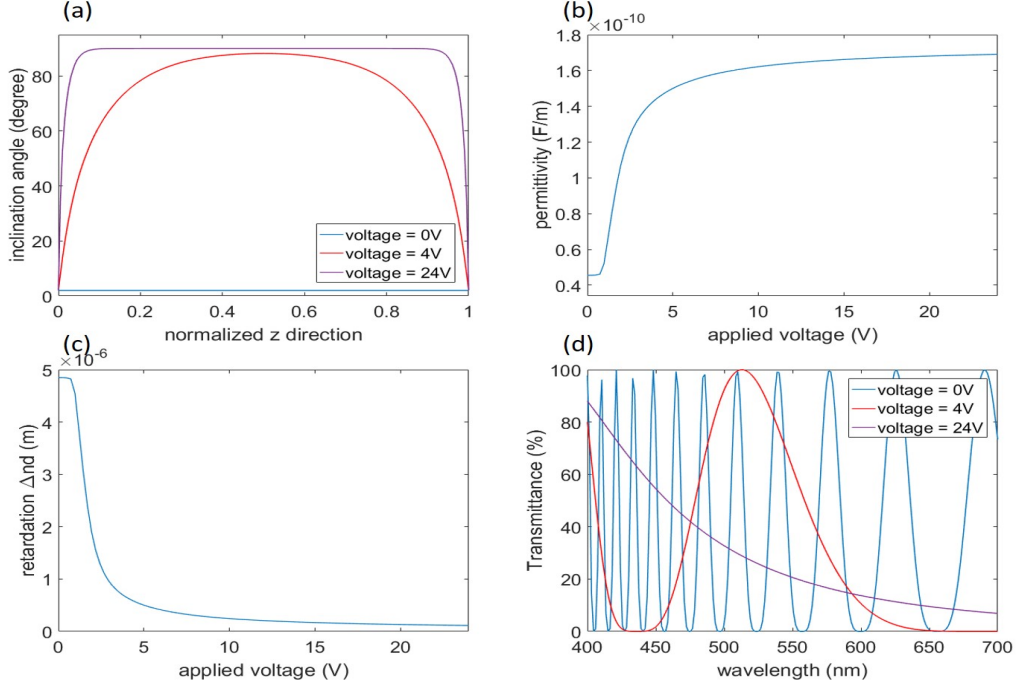 (a)
inclination angle (degree)
80
60
40
20
0
0
0.2
0.4
0.6
0.8
1
normalized z direction
voltage = 0V
voltage = 4V
voltage = 24V
(b)
×10-10
permittivity (F/m)
1.8
1.6
1.4
1.2
1
0.8
0.6
0.4
0
5
10
15
20
applied voltage (V)
(c)
×10-6
retardation Δnd (m)
5
4
3
2
1
0
0
5
10
15
20
applied voltage (V)
(d)
Transmittance (%)
100
80
60
40
20
0
400
450
500
550
600
650
700
wavelength (nm)
voltage = 0V
voltage = 4V
voltage = 24V